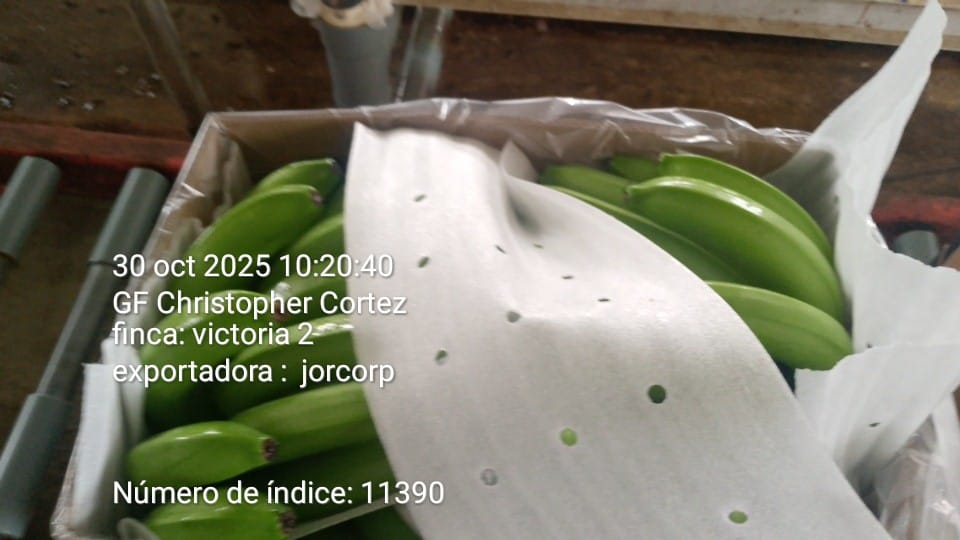 30 oct 2025 10:20:40
GF Christopher Cortez
finca: victoria 2
exportadora :  jorcorp
Número de índice: 11390